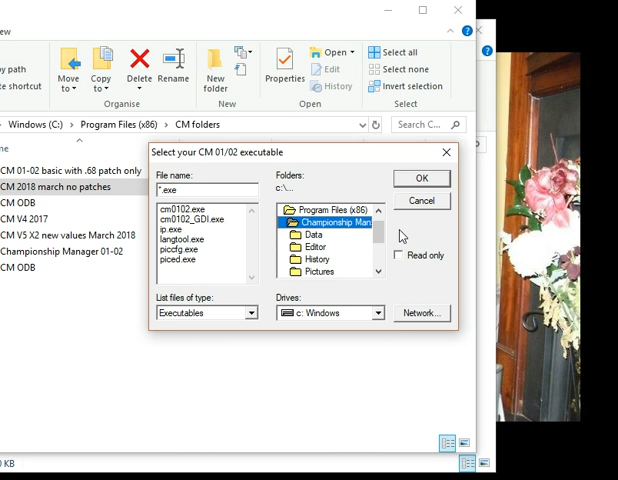 ew
y path
e shortcut
Move to
Copy to
Delete
Rename
New folder
Properties
Open
Edit
History
Select all
Select none
Invert selection
Organise
New
Open
Select
Windows (C:) > Program Files (x86) > CM folders
Search C...
me
CM 01-02 basic with .68 patch only
CM 2018 march no patches
CM ODB
CM V4 2017
CM V5 X2 new values March 2018
Championship Manager 01-02
CM ODB
Select your CM 01/02 executable
File name:
*.exe
cm0102.exe
cm0102_GDI.exe
ip.exe
langtool.exe
piccfg.exe
piced.exe
List files of type:
Executables
Folders:
c:\...
Program Files (x86)
Championship Man
Data
Editor
History
Pictures
Drives:
c: Windows
OK
Cancel
Read only
Network...
0 KB